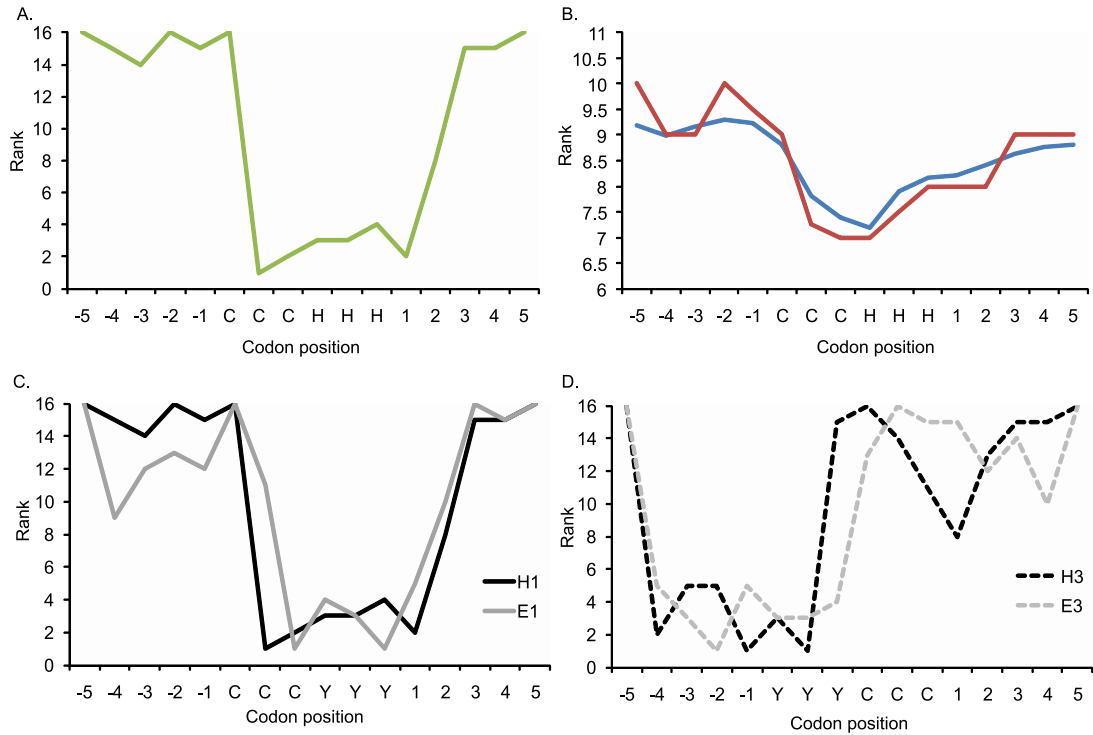 A.
16
14
12
10
8
6
4
2
0
Rank
-5 -4 -3 -2 -1 C C C H H H 1 2 3 4 5
Codon position
B.
11
10.5
10
9.5
9
8.5
8
7.5
7
6.5
6
Rank
-5 -4 -3 -2 -1 C C C H H H 1 2 3 4 5
Codon position
C.
16
14
12
10
8
6
4
2
0
Rank
H1
E1
-5 -4 -3 -2 -1 C C C Y Y Y 1 2 3 4 5
Codon position
D.
16
14
12
10
8
6
4
2
0
Rank
H3
E3
-5 -4 -3 -2 -1 Y Y Y C C C 1 2 3 4 5
Codon position